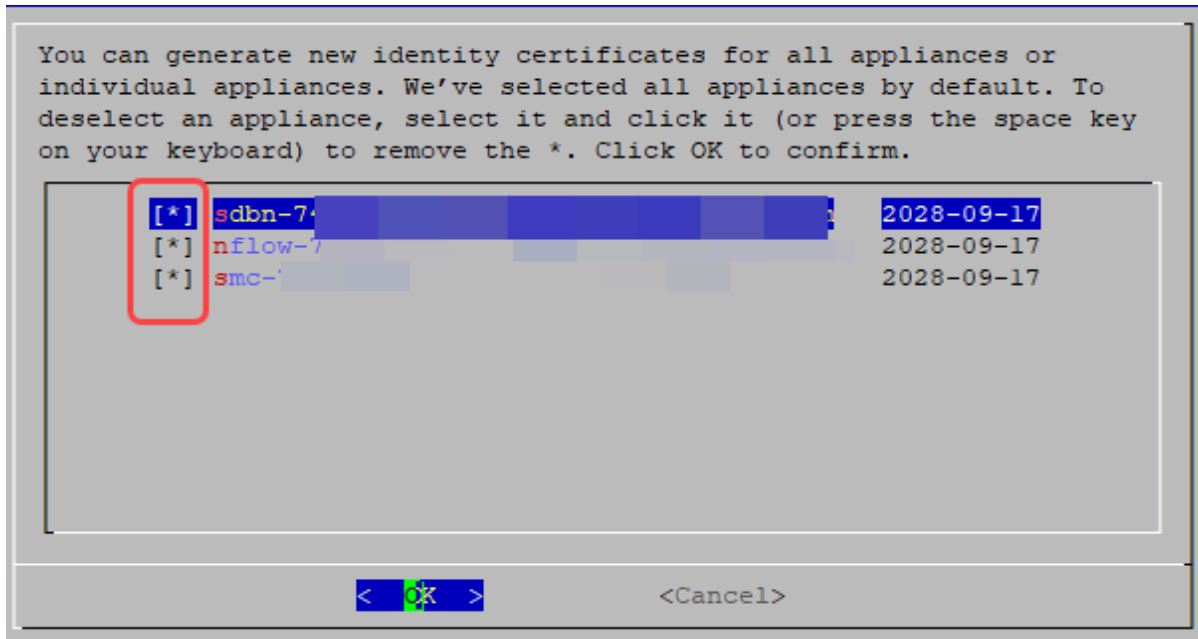 You can generate new identity certificates for all appliances or
individual appliances. We've selected all appliances by default. To
deselect an appliance, select it and click it (or press the space key
on your keyboard) to remove the *. Click OK to confirm.
[*] sdbn-74 2028-09-17
[*] nflow-7 2028-09-17
[*] smc- 2028-09-17
< OK > <Cancel>